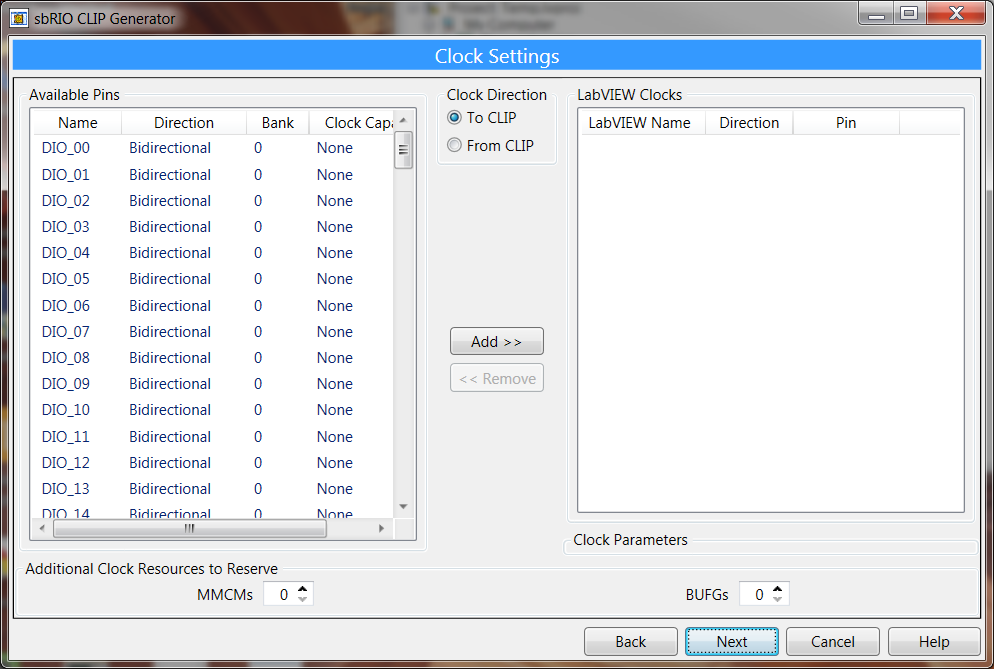 sbRIO CLIP Generator
My Computer
Clock Settings
Available Pins
Name Direction Bank Clock Capa
DIO_00 Bidirectional 0 None
DIO_01 Bidirectional 0 None
DIO_02 Bidirectional 0 None
DIO_03 Bidirectional 0 None
DIO_04 Bidirectional 0 None
DIO_05 Bidirectional 0 None
DIO_06 Bidirectional 0 None
DIO_07 Bidirectional 0 None
DIO_08 Bidirectional 0 None
DIO_09 Bidirectional 0 None
DIO_10 Bidirectional 0 None
DIO_11 Bidirectional 0 None
DIO_12 Bidirectional 0 None
DIO_13 Bidirectional 0 None
DIO_14 Bidirectional 0 None
Clock Direction
To CLIP
From CLIP
Add >>
<< Remove
LabVIEW Clocks
LabVIEW Name Direction Pin
Clock Parameters
Additional Clock Resources to Reserve
MMCMs 0 BUFGs 0
Back Next Cancel Help